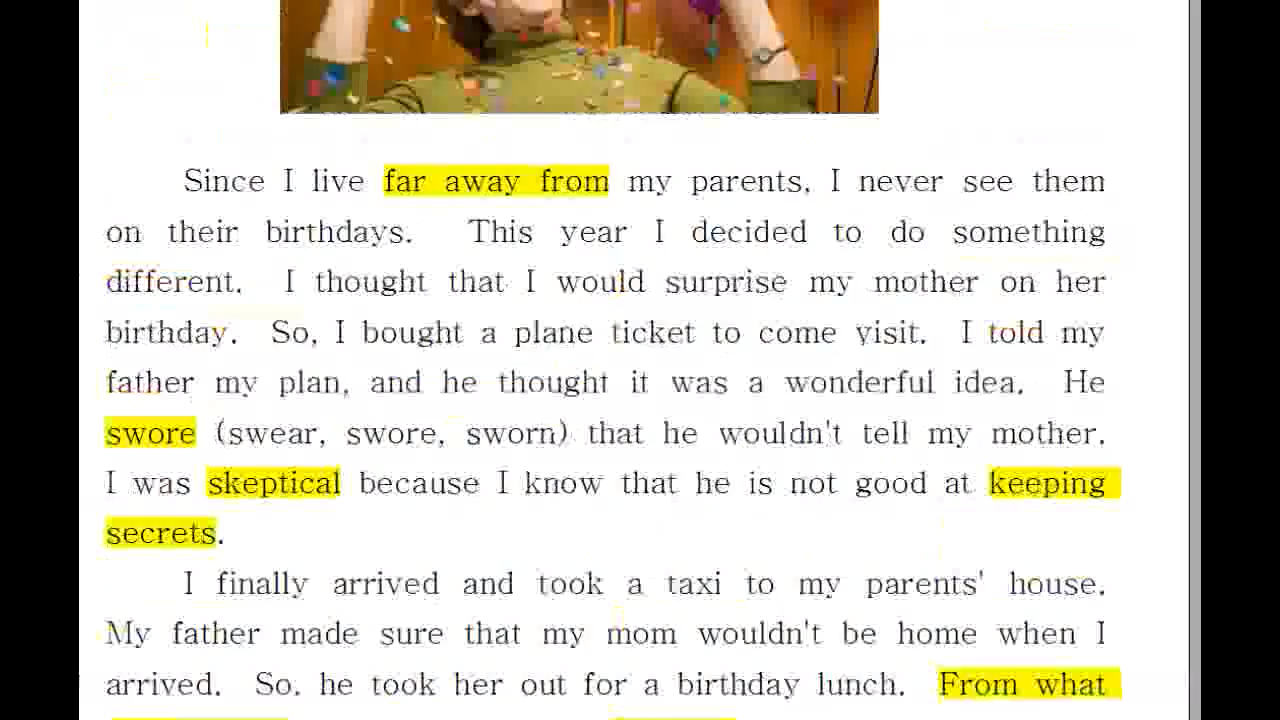 Since I live far away from my parents, I never see them
on their birthdays. This year I decided to do something
different. I thought that I would surprise my mother on her
birthday. So, I bought a plane ticket to come visit. I told my
father my plan, and he thought it was a wonderful idea. He
swore (swear, swore, sworn) that he wouldn't tell my mother.
I was skeptical because I know that he is not good at keeping
secrets.
I finally arrived and took a taxi to my parents' house.
My father made sure that my mom wouldn't be home when I
arrived. So, he took her out for a birthday lunch. From what